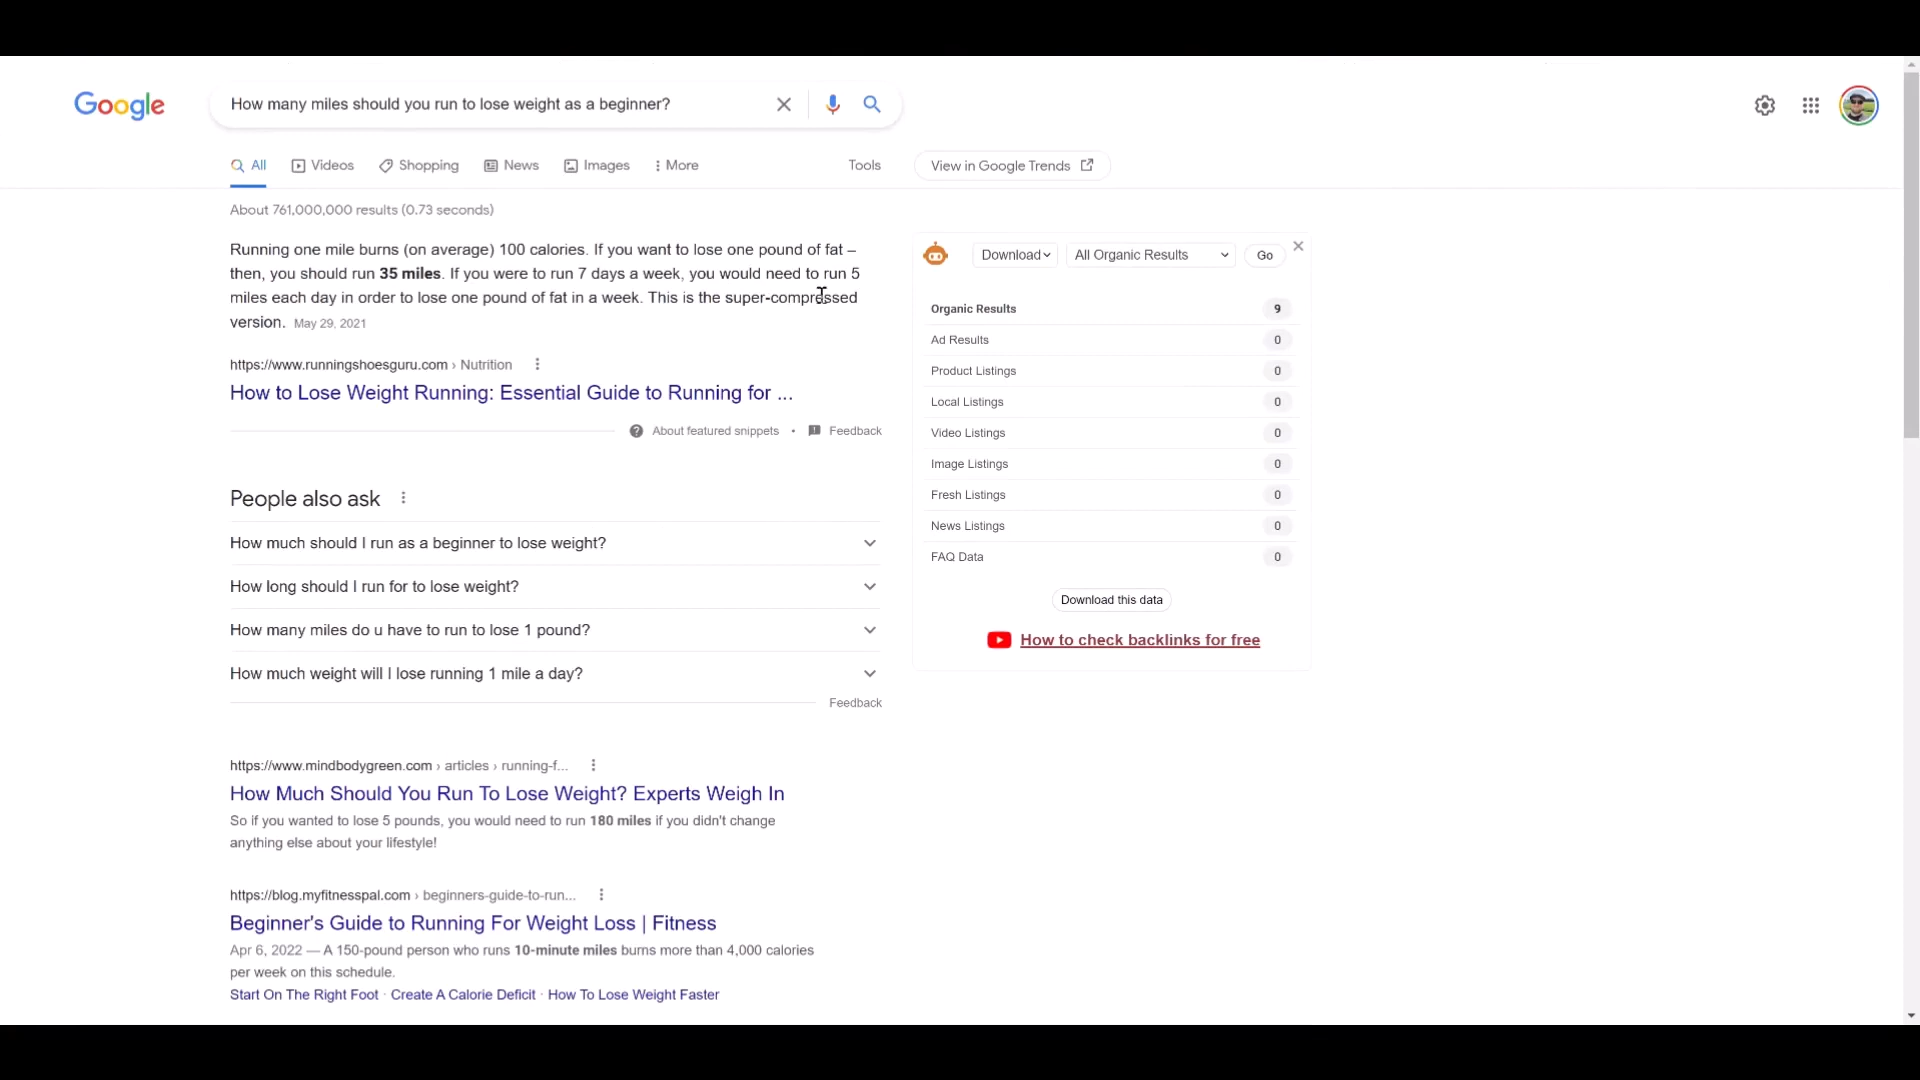 Google
How many miles should you run to lose weight as a beginner?
All
Videos
Shopping
News
Images
More
Tools
View in Google Trends
About 761,000,000 results (0.73 seconds)
Running one mile burns (on average) 100 calories. If you want to lose one pound of fat –
then, you should run 35 miles. If you were to run 7 days a week, you would need to run 5
miles each day in order to lose one pound of fat in a week. This is the super-compressed
version. May 29, 2021
https://www.runningshoesguru.com › Nutrition
How to Lose Weight Running: Essential Guide to Running for ...
About featured snippets • Feedback
People also ask
How much should I run as a beginner to lose weight?
How long should I run for to lose weight?
How many miles do u have to run to lose 1 pound?
How much weight will I lose running 1 mile a day?
Feedback
https://www.mindbodygreen.com › articles › running-f...
How Much Should You Run To Lose Weight? Experts Weigh In
So if you wanted to lose 5 pounds, you would need to run 180 miles if you didn't change
anything else about your lifestyle!
https://blog.myfitnesspal.com › beginners-guide-to-run...
Beginner's Guide to Running For Weight Loss | Fitness
Apr 6, 2022 — A 150-pound person who runs 10-minute miles burns more than 4,000 calories
per week on this schedule.
Start On The Right Foot · Create A Calorie Deficit · How To Lose Weight Faster
Download
All Organic Results
Go
Organic Results 9
Ad Results 0
Product Listings 0
Local Listings 0
Video Listings 0
Image Listings 0
Fresh Listings 0
News Listings 0
FAQ Data 0
Download this data
How to check backlinks for free